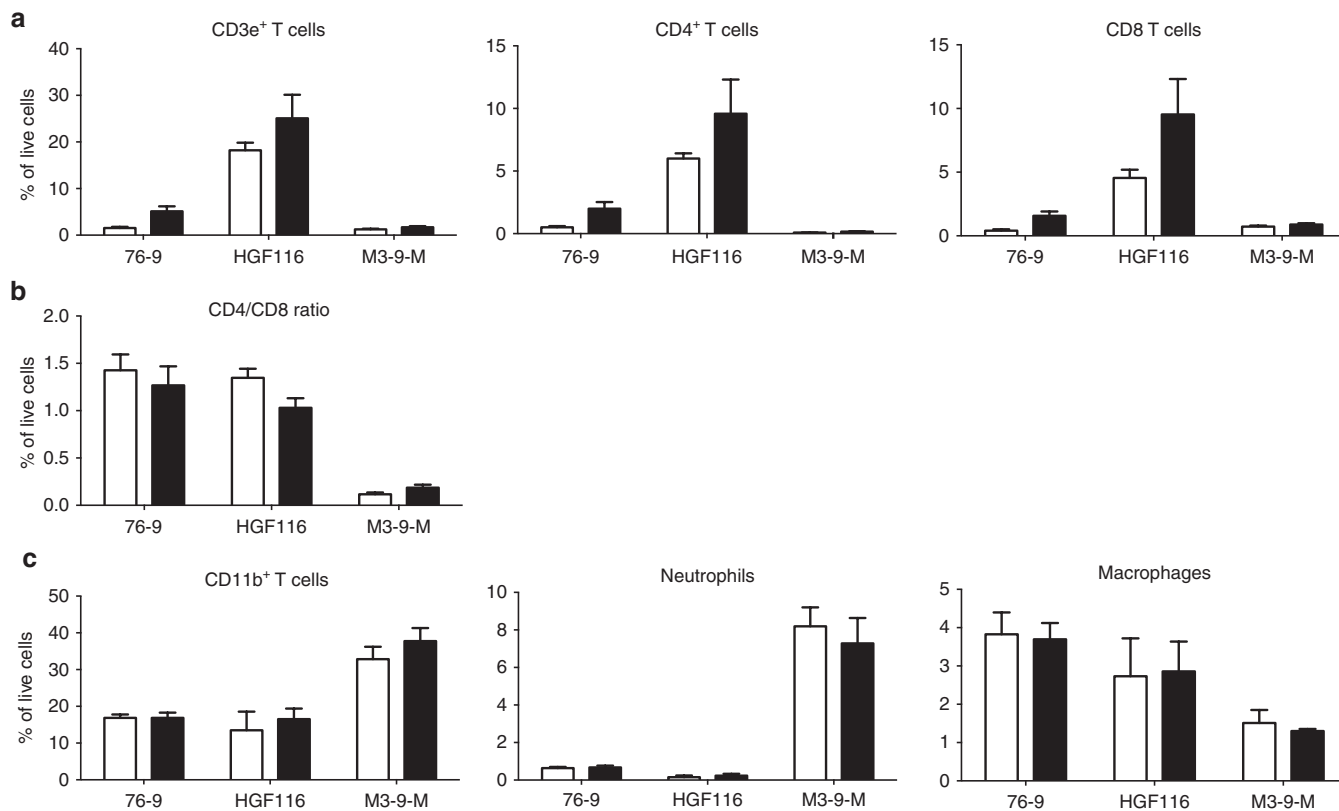 a
CD3e⁺ T cells
% of live cells
40
30
20
10
0
76-9 HGF116 M3-9-M
CD4⁺ T cells
15
10
5
0
76-9 HGF116 M3-9-M
CD8 T cells
15
10
5
0
76-9 HGF116 M3-9-M
b
CD4/CD8 ratio
% of live cells
2.0
1.5
1.0
0.5
0.0
76-9 HGF116 M3-9-M
c
CD11b⁺ T cells
% of live cells
50
40
30
20
10
0
76-9 HGF116 M3-9-M
Neutrophils
10
8
6
4
2
0
76-9 HGF116 M3-9-M
Macrophages
5
4
3
2
1
0
76-9 HGF116 M3-9-M